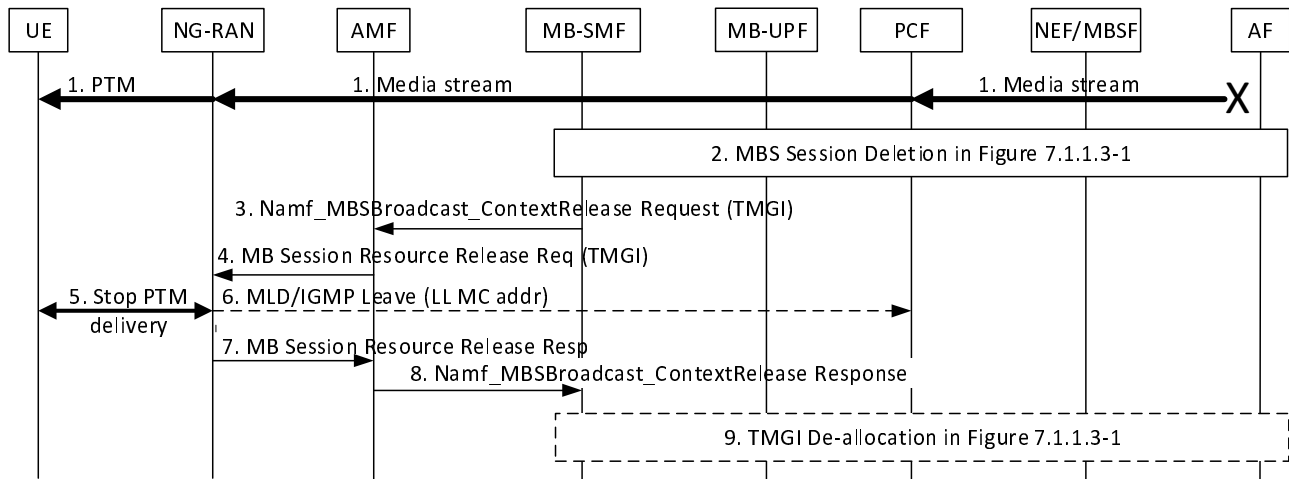 UE
NG-RAN
AMF
MB-SMF
MB-UPF
PCF
NEF/MBSF
AF
1. PTM
1. Media stream
1. Media stream
X
2. MBS Session Deletion in Figure 7.1.1.3-1
3. Namf_MBSBroadcast_ContextRelease Request (TMGI)
4. MB Session Resource Release Req (TMGI)
5. Stop PTM
delivery
6. MLD/IGMP Leave (LL MC addr)
7. MB Session Resource Release Resp
8. Namf_MBSBroadcast_ContextRelease Response
9. TMGI De-allocation in Figure 7.1.1.3-1